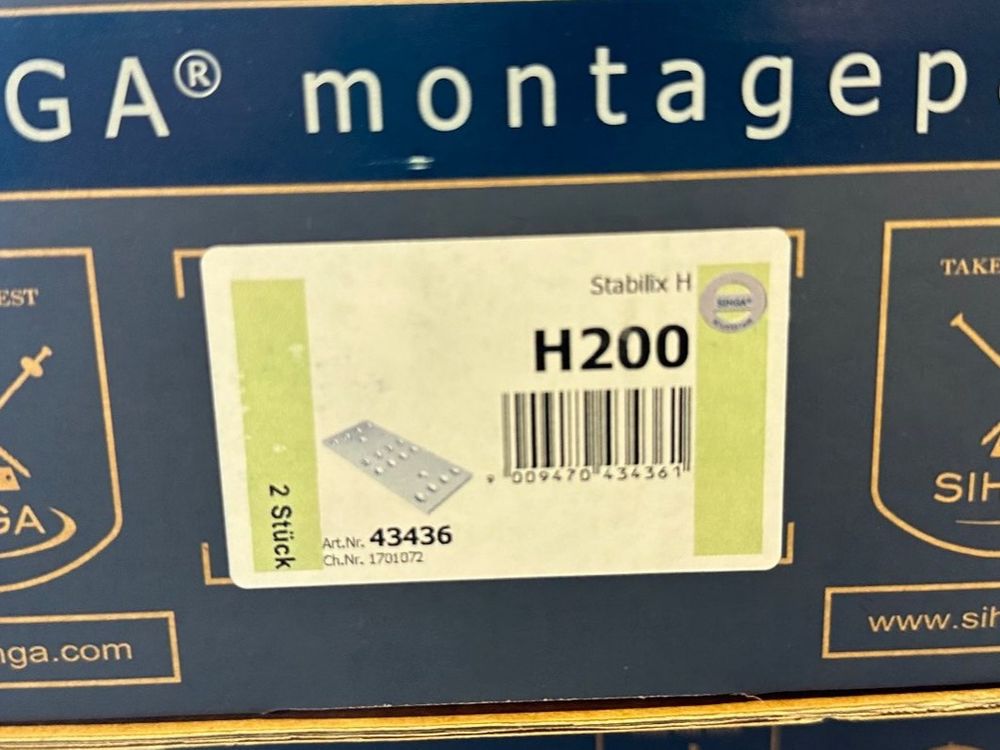 GA® montagep
EST
TAKE
Stabilix H
H200
SINGA®
9 009470 434361
2 Stück
Art.Nr. 43436
Ch.Nr. 1701072
GA
SIH
nga.com
www.sih